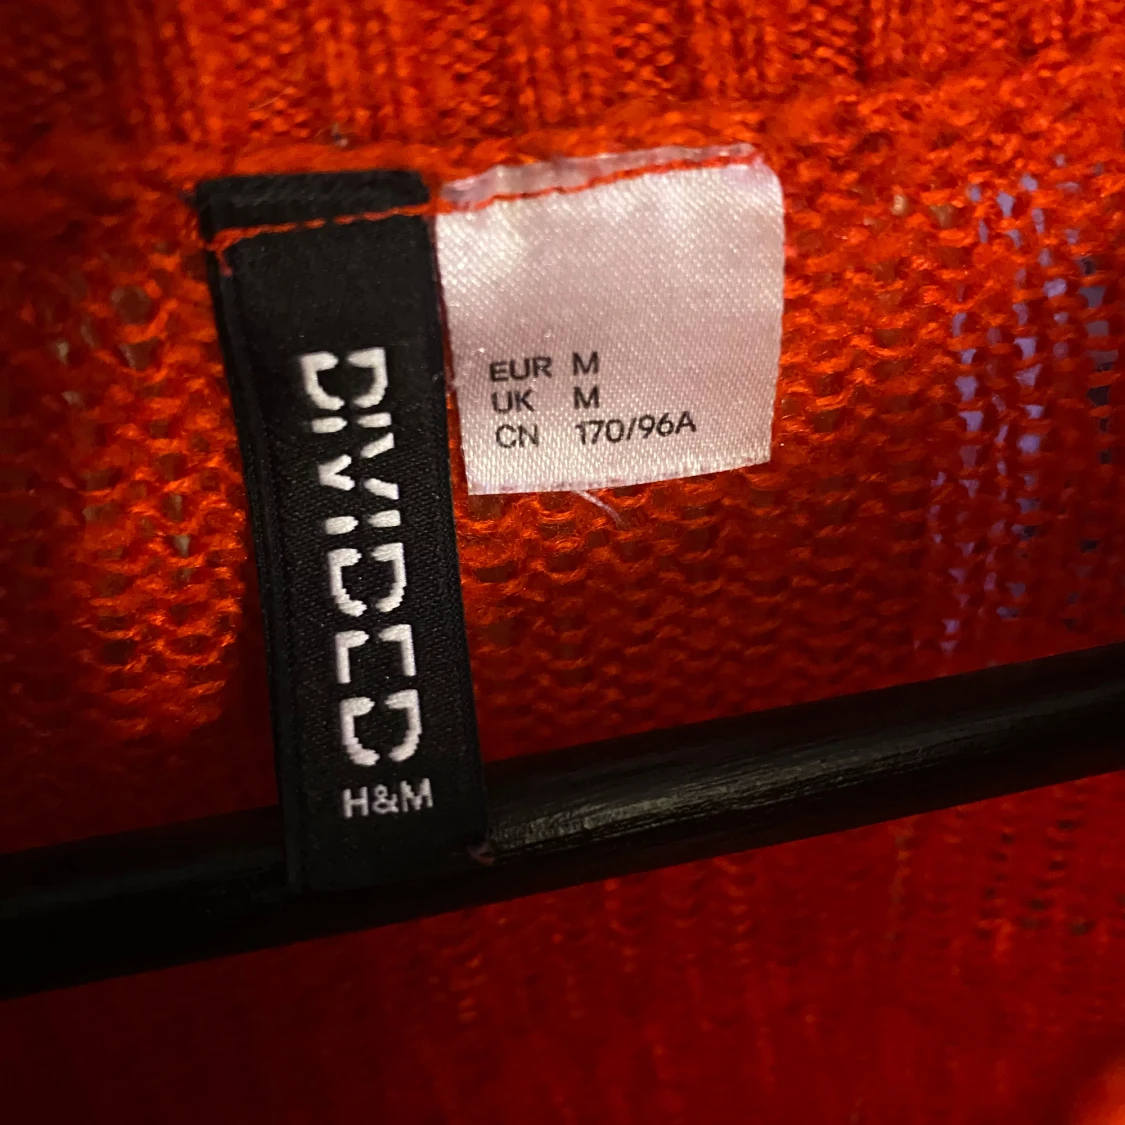 DIVIDED
H&M
EUR M
UK M
CN 170/96A